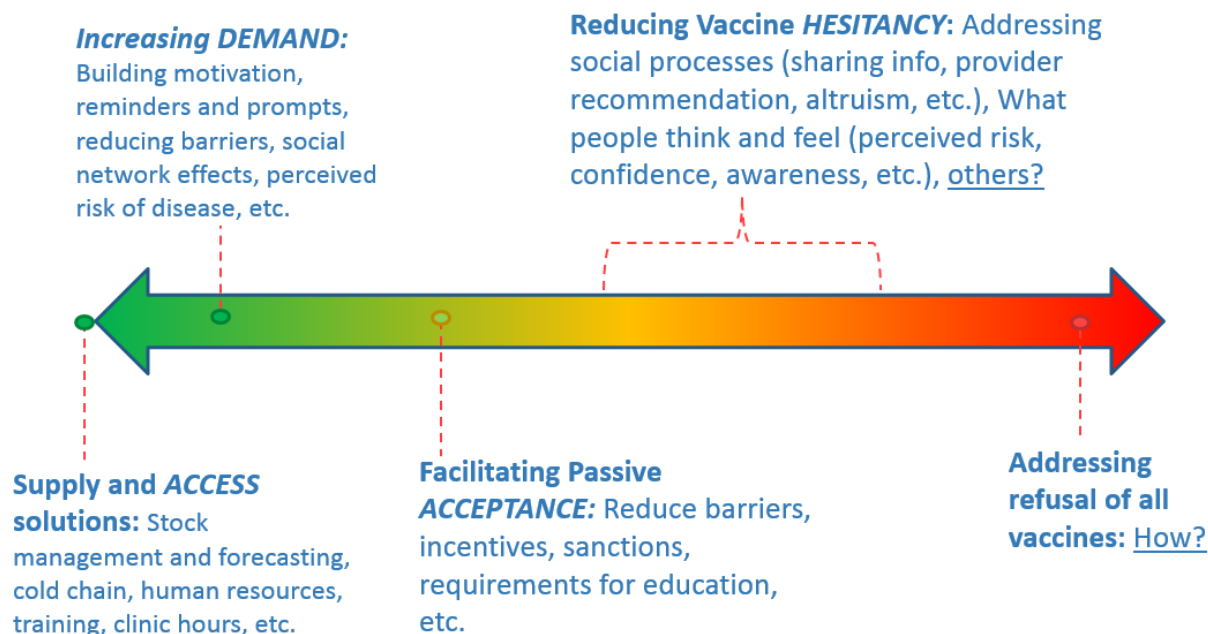 Increasing DEMAND:
Building motivation,
reminders and prompts,
reducing barriers, social
network effects, perceived
risk of disease, etc.
Reducing Vaccine HESITANCY: Addressing
social processes (sharing info, provider
recommendation, altruism, etc.), What
people think and feel (perceived risk,
confidence, awareness, etc.), others?
Supply and ACCESS
solutions: Stock
management and forecasting,
cold chain, human resources,
training, clinic hours, etc.
Facilitating Passive
ACCEPTANCE: Reduce barriers,
incentives, sanctions,
requirements for education,
etc.
Addressing
refusal of all
vaccines: How?